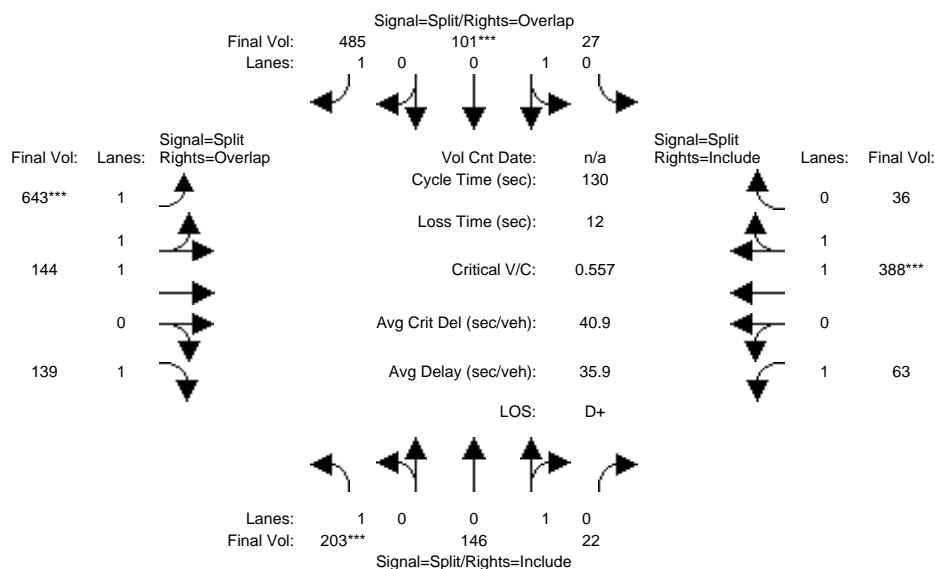 Signal=Split/Rights=Overlap
Final Vol: 485 101*** 27
Lanes: 1 0 0 1 0
Signal=Split Signal=Split
Final Vol: Lanes: Rights=Overlap Vol Cnt Date: n/a Rights=Include Lanes: Final Vol:
Cycle Time (sec): 130
643*** 1 0 36
Loss Time (sec): 12
1 1
144 1 Critical V/C: 0.557 1 388***
0 Avg Crit Del (sec/veh): 40.9 0
139 1 Avg Delay (sec/veh): 35.9 1 63
LOS: D+
Lanes: 1 0 0 1 0
Final Vol: 203*** 146 22
Signal=Split/Rights=Include